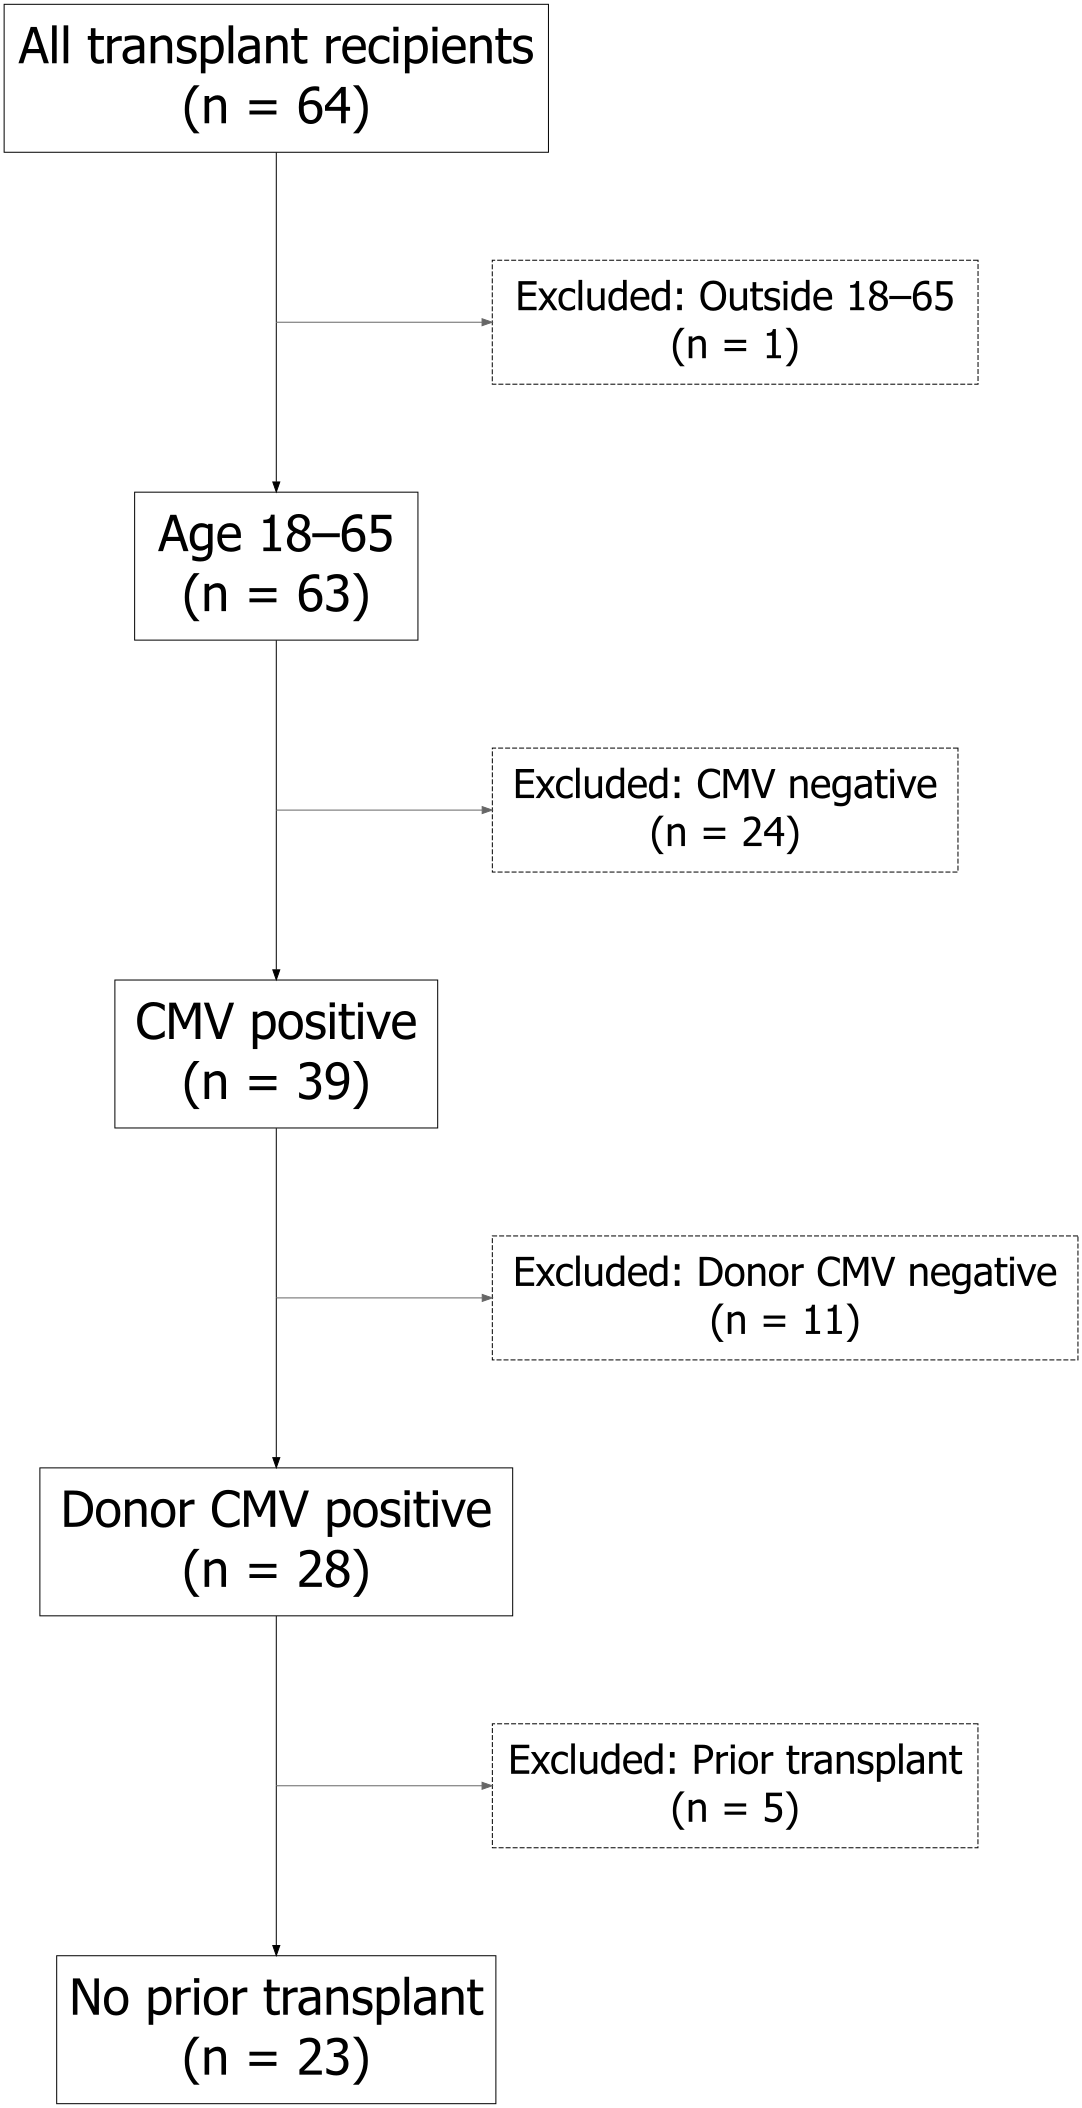 All transplant recipients
(n = 64)
Excluded: Outside 18–65
(n = 1)
Age 18–65
(n = 63)
Excluded: CMV negative
(n = 24)
CMV positive
(n = 39)
Excluded: Donor CMV negative
(n = 11)
Donor CMV positive
(n = 28)
Excluded: Prior transplant
(n = 5)
No prior transplant
(n = 23)